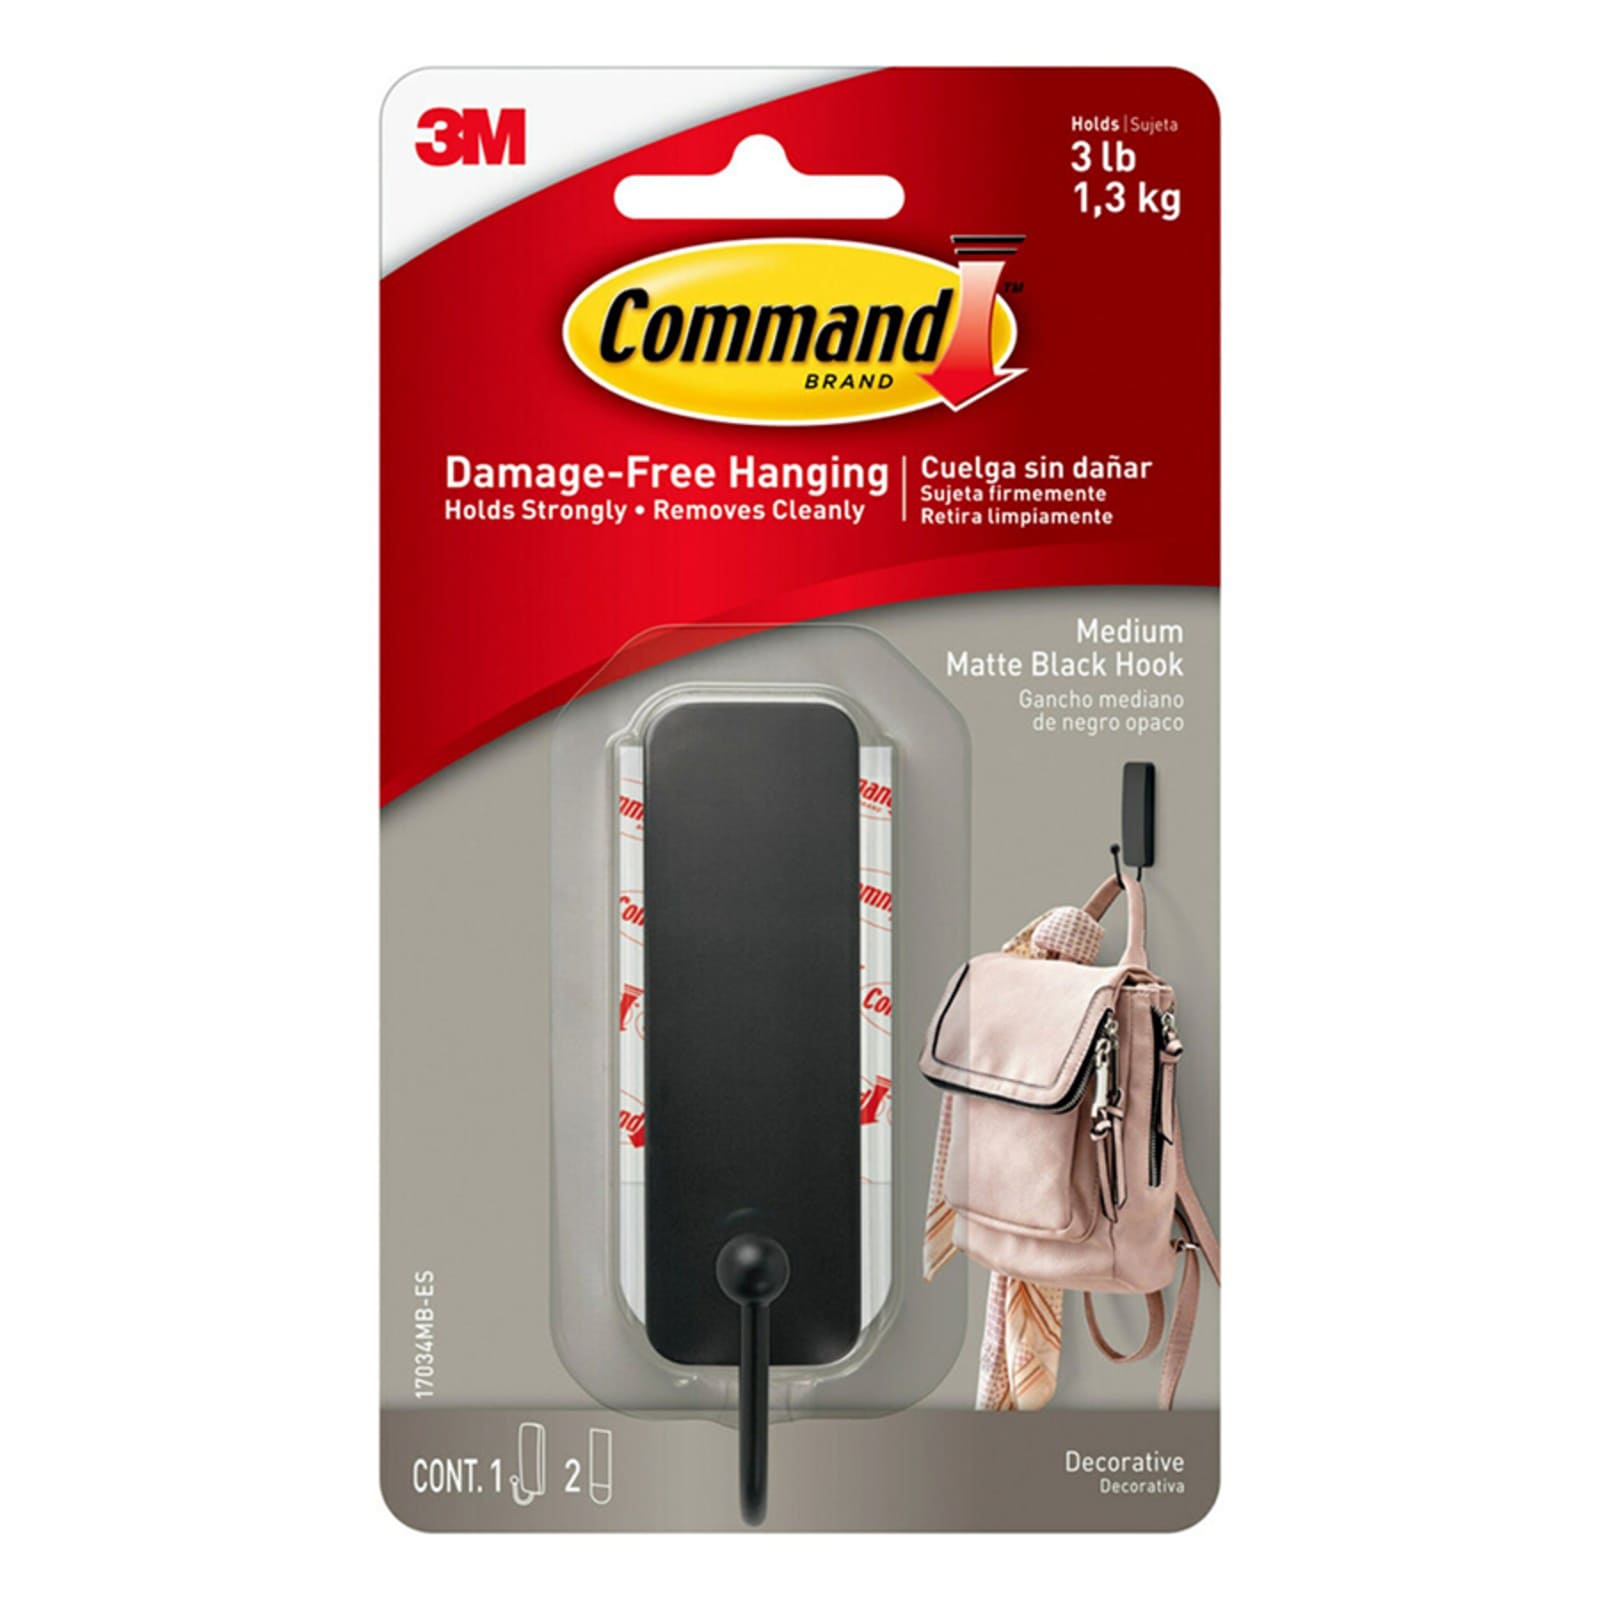 3M
Holds | Sujeta
3 lb
1,3 kg
Command™
BRAND
Damage-Free Hanging
Holds Strongly • Removes Cleanly
Cuelga sin dañar
Sujeta firmemente
Retira limpiamente
Medium
Matte Black Hook
Gancho mediano
de negro opaco
17034MB-ES
CONT. 1 2
Decorative
Decorativa